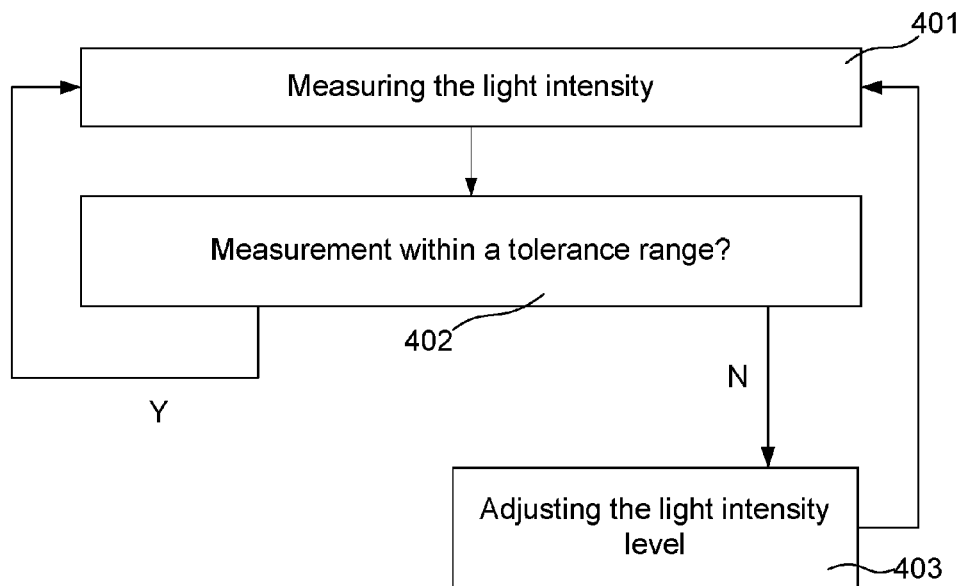 401
Measuring the light intensity
Measurement within a tolerance range?
402
N
Y
Adjusting the light intensity
level
403